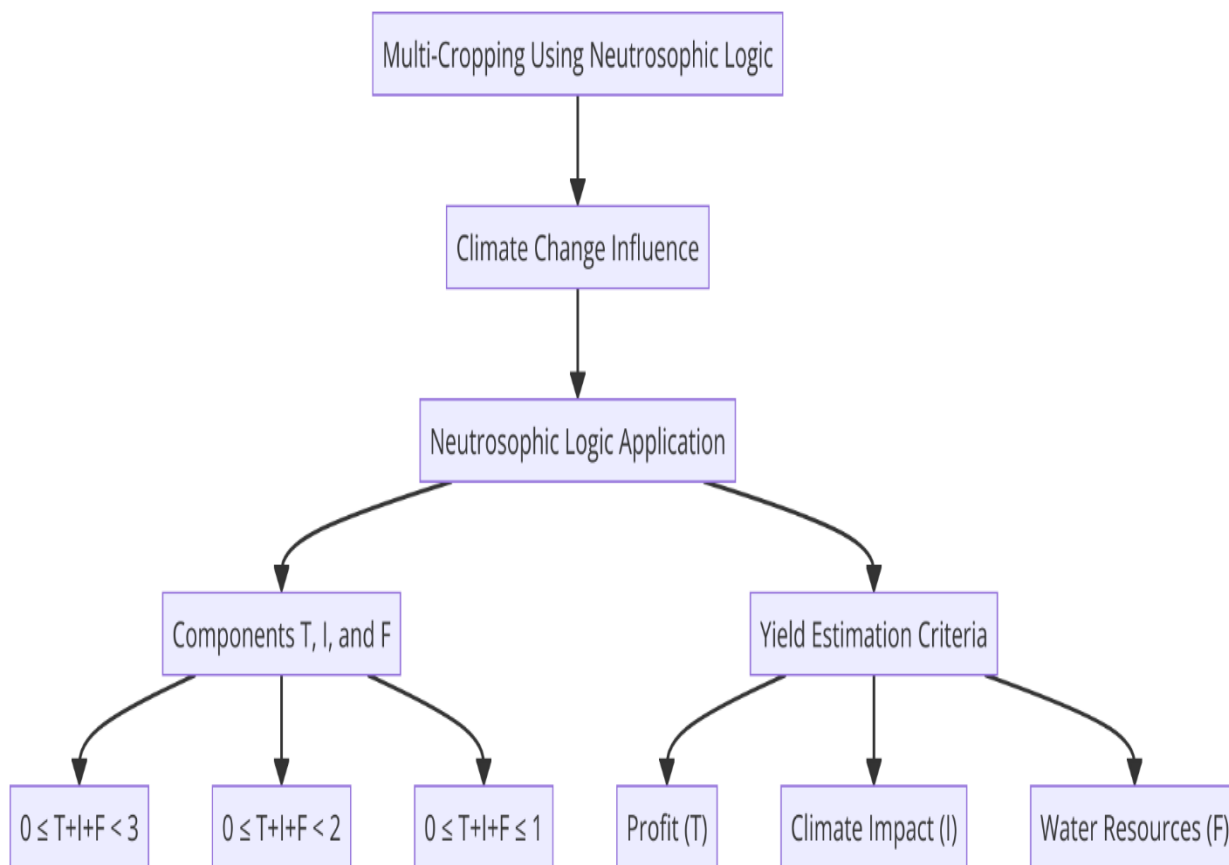 Multi-Cropping Using Neutrosophic Logic
Climate Change Influence
Neutrosophic Logic Application
Components T, I, and F
Yield Estimation Criteria
0 ≤ T+I+F < 3
0 ≤ T+I+F < 2
0 ≤ T+I+F ≤ 1
Profit (T)
Climate Impact (I)
Water Resources (F)